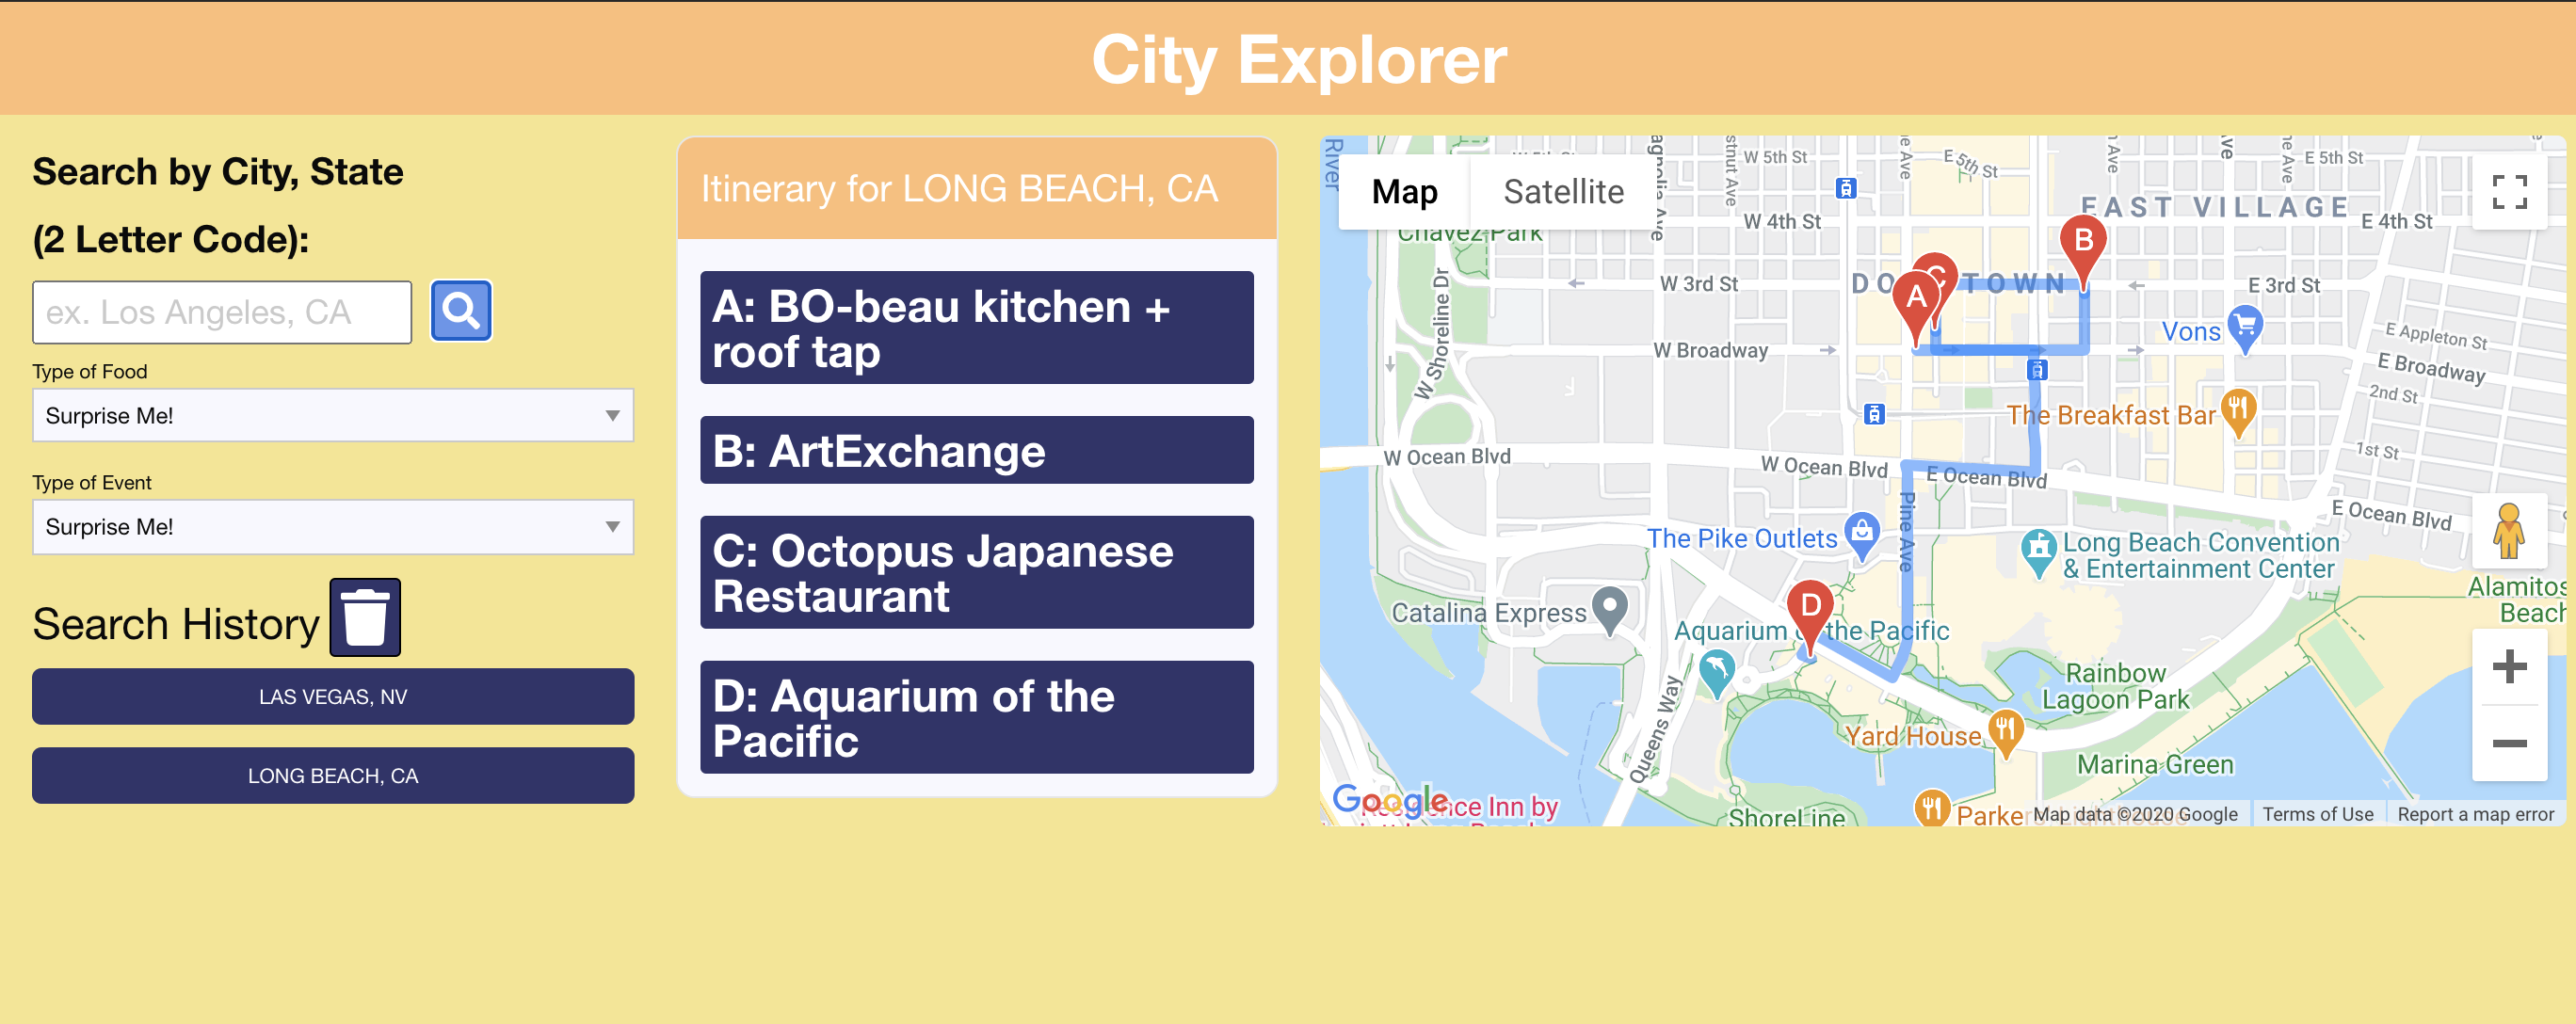 City Explorer
Search by City, State
(2 Letter Code):
ex. Los Angeles, CA
Type of Food
Surprise Me!
Type of Event
Surprise Me!
Search History
LAS VEGAS, NV
LONG BEACH, CA
Itinerary for LONG BEACH, CA
A: BO-beau kitchen +
roof tap
B: ArtExchange
C: Octopus Japanese
Restaurant
D: Aquarium of the
Pacific
Map
Satellite
River
W 5th St
E 5th St
E 5th St
Ave
Ave
Ave
EAST VILLAGE
W 4th St
E 4th St
Chavez Park
B
C
A
W 3rd St
E 3rd St
W Shoreline Dr
W Broadway
Vons
E Appleton St
E Broadway
2nd St
The Breakfast Bar
1st St
W Ocean Blvd
W Ocean Blvd
E Ocean Blvd
E Ocean Blvd
Pine Ave
The Pike Outlets
Long Beach Convention
& Entertainment Center
Alamitos
Beach
Catalina Express
D
Aquarium of the Pacific
Rainbow
Lagoon Park
Queens Way
Yard House
Marina Green
Google
Residence Inn by
ShoreLine
Map data ©2020 Google
Terms of Use
Report a map error